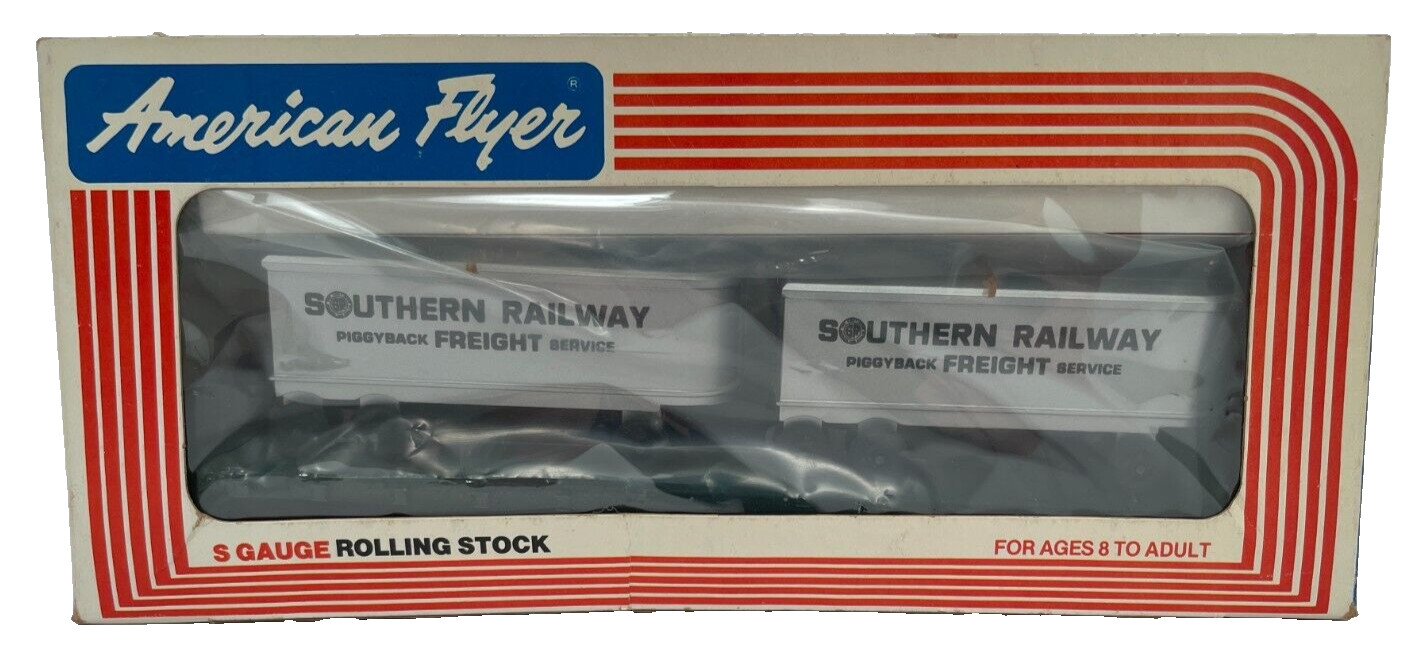 American Flyer ®
SOUTHERN RAILWAY
PIGGYBACK FREIGHT SERVICE
SOUTHERN RAILWAY
PIGGYBACK FREIGHT SERVICE
S GAUGE ROLLING STOCK
FOR AGES 8 TO ADULT